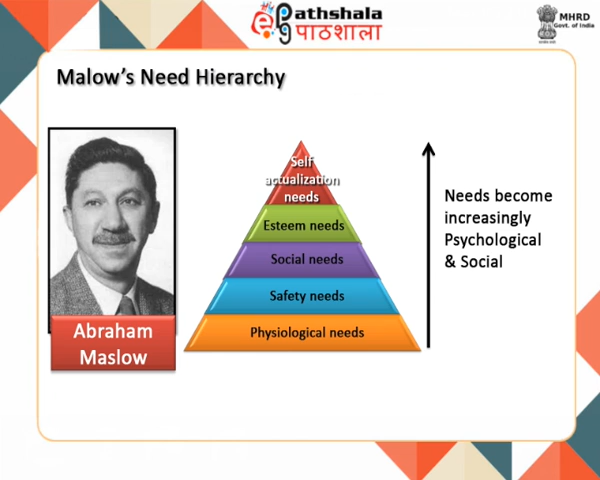 ePG Pathshala
पाठशाला
MHRD
Govt. of India
Malow's Need Hierarchy
Self
actualization
needs
Esteem needs
Social needs
Safety needs
Physiological needs
Needs become
increasingly
Psychological
& Social
Abraham
Maslow